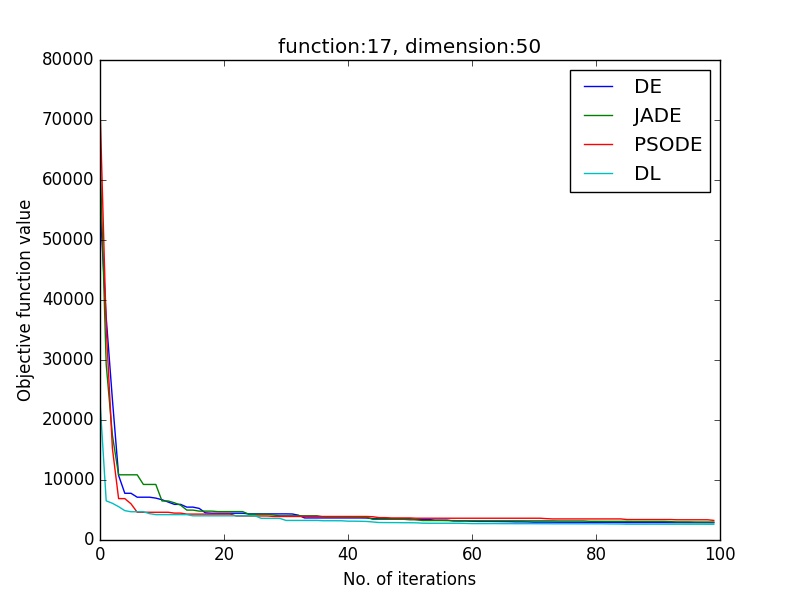 function:17, dimension:50
80000
70000
60000
50000
40000
30000
20000
10000
0
Objective function value
DE
JADE
PSODE
DL
0 20 40 60 80 100
No. of iterations